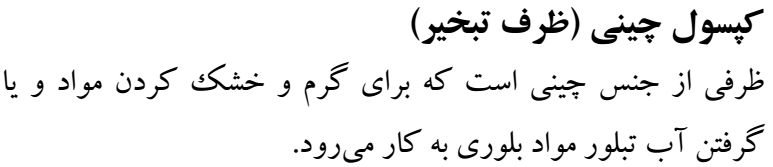 کپسول چینی (ظرف تبخیر)
ظرفی از جنس چینی است که برای گرم و خشک کردن مواد و یا
گرفتن آب تبلور مواد بلوری به کار می‌رود.